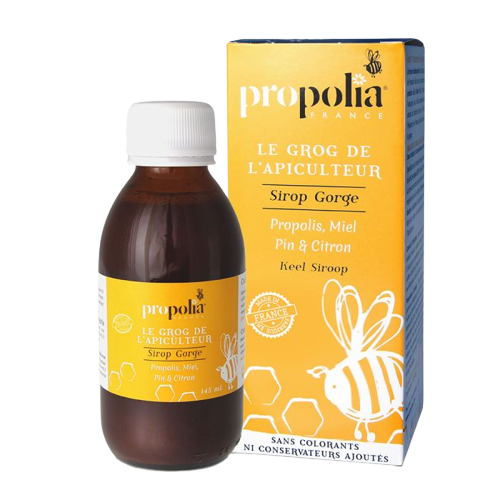 propolia®
FRANCE
LE GROG DE
L'APICULTEUR
Sirop Gorge
Propolis, Miel
Pin & Citron
Keel Siroop
MADE IN
FRANCE
SANS COLORANTS
NI CONSERVATEURS AJOUTÉS
propolia
FRANCE
LE GROG DE
L'APICULTEUR
Sirop Gorge
Propolis, Miel,
Pin & Citron
145 ml